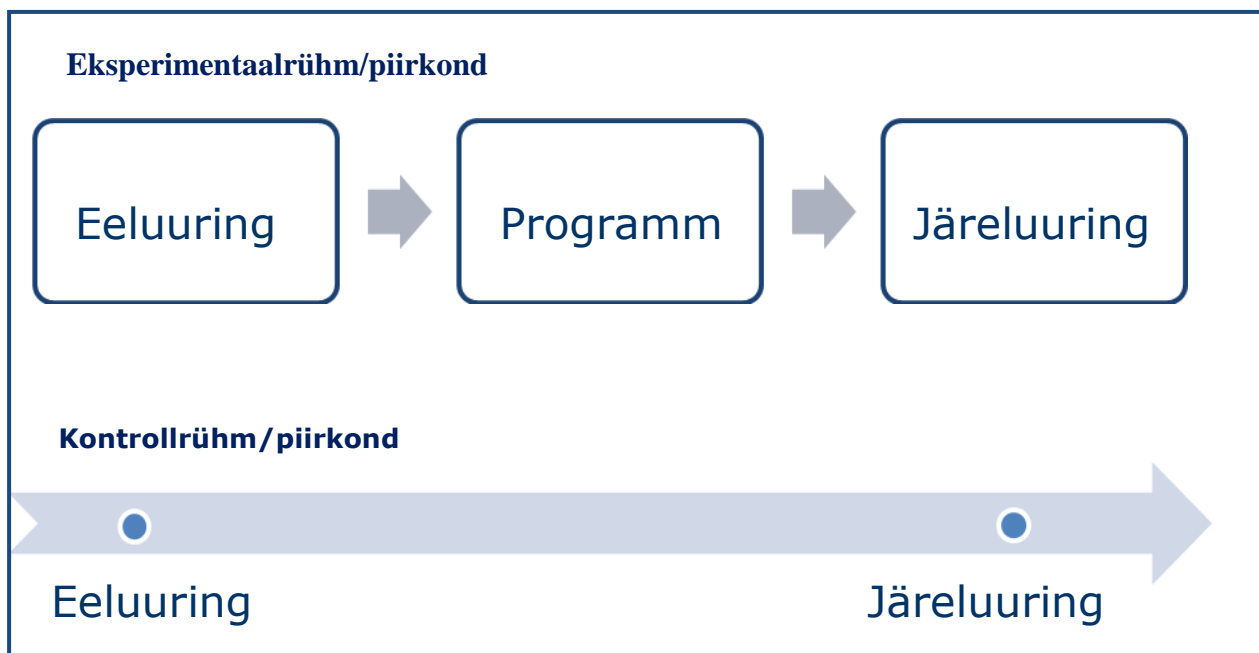 Eksperimentaalrühm/piirkond
Eeluuring
Programm
Järeluuring
Kontrollrühm/piirkond
Eeluuring
Järeluuring